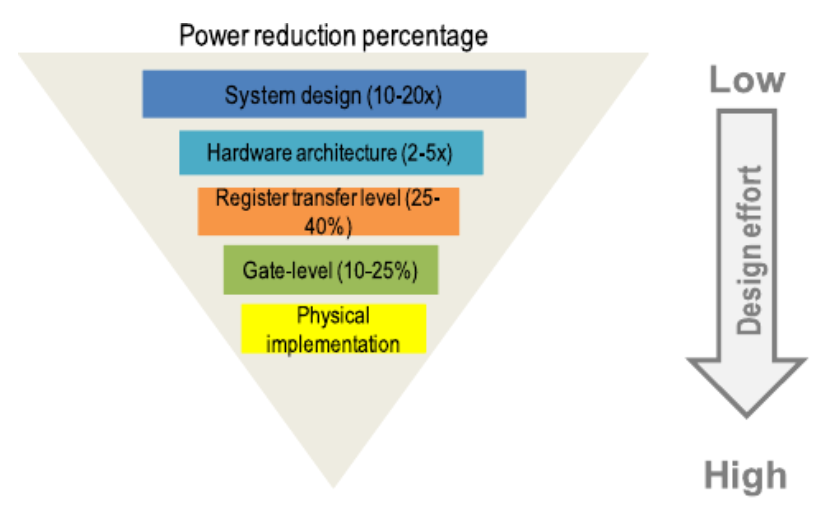 Power reduction percentage
System design (10-20x)
Hardware architecture (2-5x)
Register transfer level (25-
40%)
Gate-level (10-25%)
Physical
implementation
Low
Design effort
High